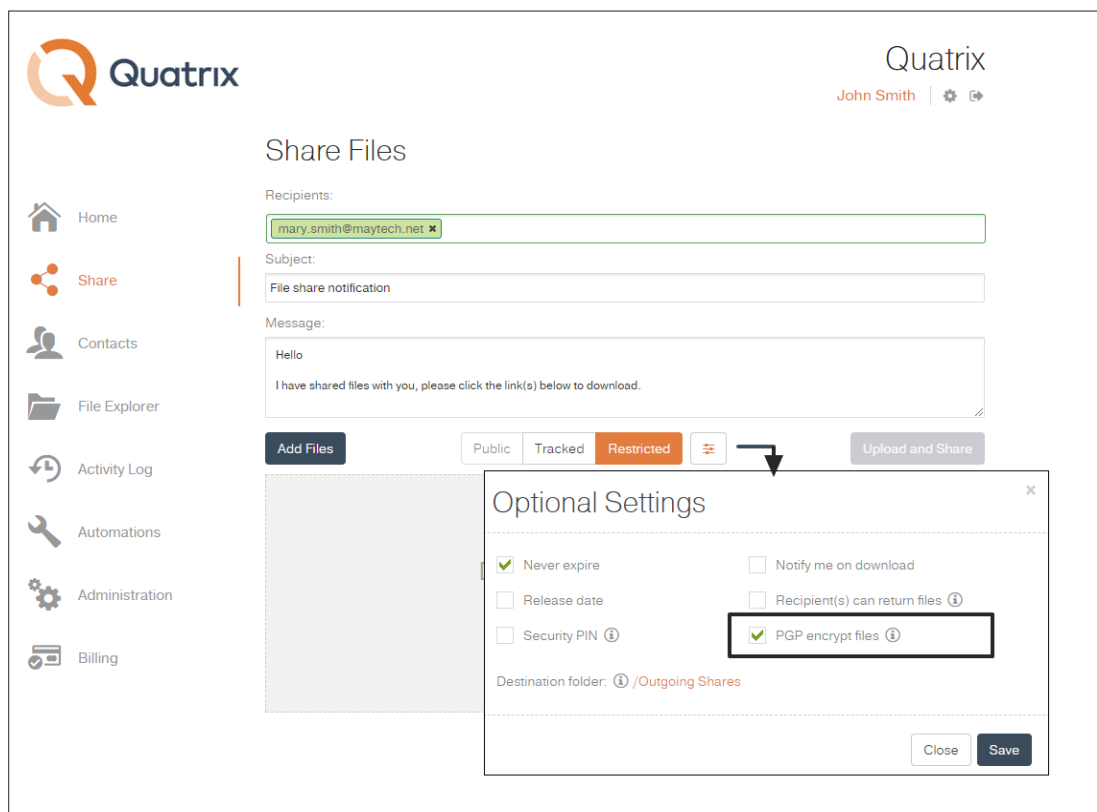 Quatrix
Quatrix
John Smith
Share Files
Recipients:
mary.smith@maytech.net ×
Subject:
File share notification
Message:
Hello
I have shared files with you, please click the link(s) below to download.
Home
Share
Contacts
File Explorer
Activity Log
Automations
Administration
Billing
Add Files
Public Tracked Restricted
Upload and Share
Optional Settings ×
Never expire
Notify me on download
Release date
Recipient(s) can return files
Security PIN
PGP encrypt files
Destination folder: /Outgoing Shares
Close Save